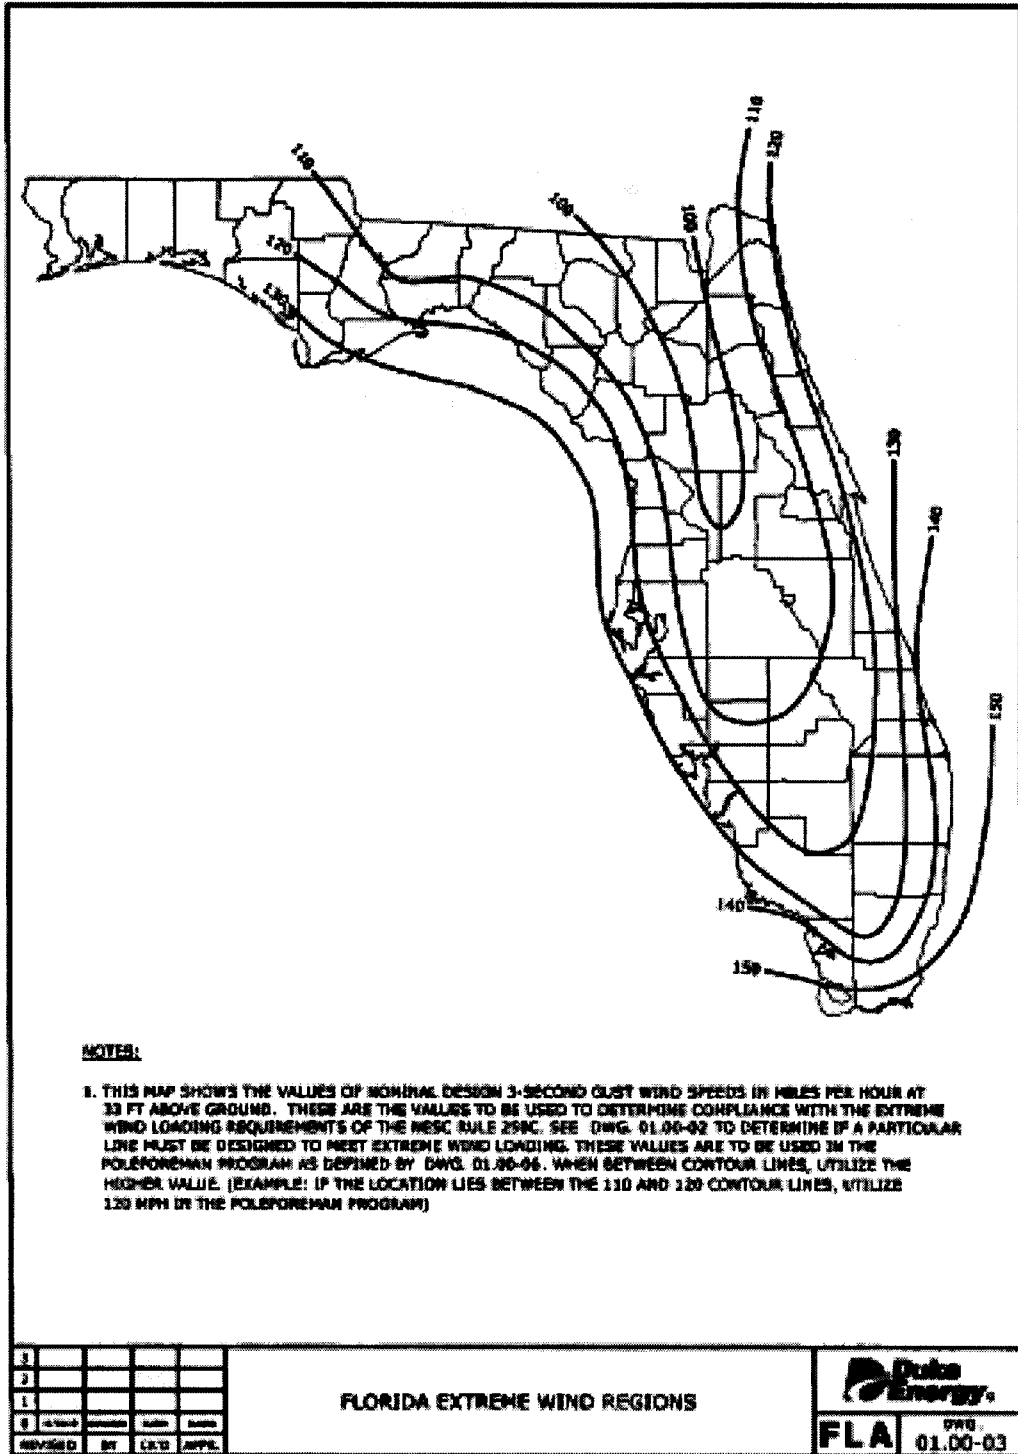 110
120
110
100
100
120
130
130
140
150
140
150
NOTES:
1. THIS MAP SHOWS THE VALUES OF NOMINAL DESIGN 3-SECOND GUST WIND SPEEDS IN MILES PER HOUR AT
33 FT ABOVE GROUND. THESE ARE THE VALUES TO BE USED TO DETERMINE COMPLIANCE WITH THE EXTREME
WIND LOADING REQUIREMENTS OF THE NESC RULE 250C. SEE DWG. 01.00-02 TO DETERMINE IF A PARTICULAR
LINE MUST BE DESIGNED TO MEET EXTREME WIND LOADING. THESE VALUES ARE TO BE USED IN THE
POLEFOREMAN PROGRAM AS DEFINED BY DWG. 01.00-06. WHEN BETWEEN CONTOUR LINES, UTILIZE THE
HIGHER VALUE. (EXAMPLE: IF THE LOCATION LIES BETWEEN THE 110 AND 120 CONTOUR LINES, UTILIZE
120 MPH IN THE POLEFOREMAN PROGRAM)
3
2
1
0
REVISED BY CK'D APPR.
FLORIDA EXTREME WIND REGIONS
Duke
Energy®
FLA
DWG.
01.00-03